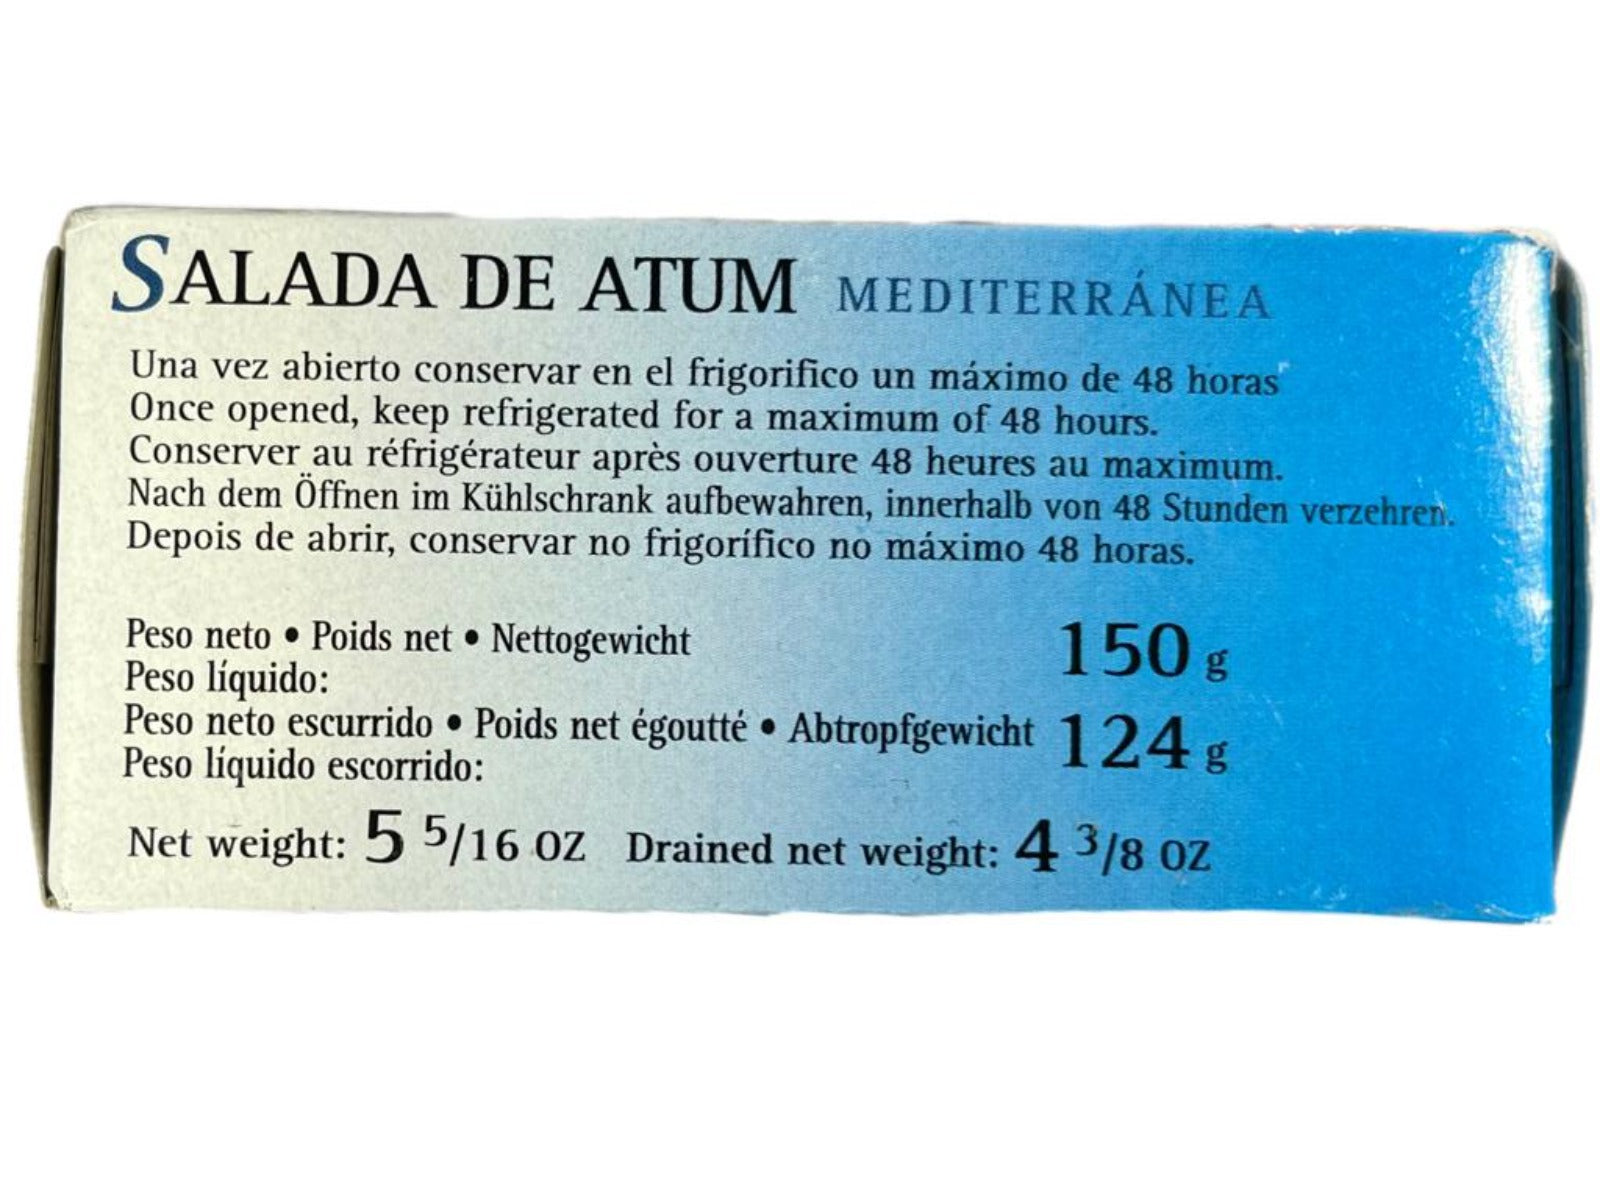 SALADA DE ATUM MEDITERRÁNEA
Una vez abierto conservar en el frigorifico un máximo de 48 horas
Once opened, keep refrigerated for a maximum of 48 hours.
Conserver au réfrigérateur après ouverture 48 heures au maximum.
Nach dem Öffnen im Kühlschrank aufbewahren, innerhalb von 48 Stunden verzehren.
Depois de abrir, conservar no frigorífico no máximo 48 horas.
Peso neto • Poids net • Nettogewicht 150 g
Peso líquido:
Peso neto escurrido • Poids net égoutté • Abtropfgewicht 124 g
Peso líquido escorrido:
Net weight: 5 5/16 OZ Drained net weight: 4 3/8 OZ